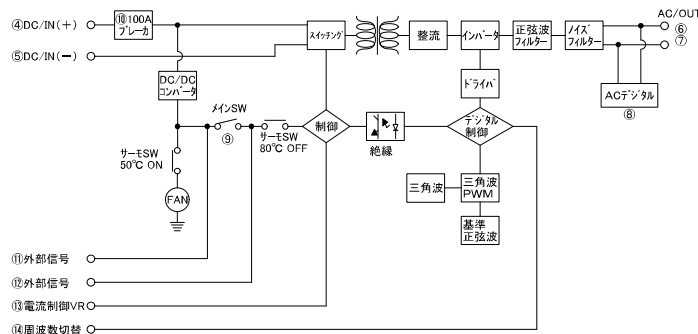 ④DC/IN(+)
⑩100A
ブレーカ
スイッチング
整流
インバータ
正弦波
フィルター
ノイズ
フィルター
AC/OUT
⑥
⑦
⑤DC/IN(-)
DC/DC
コンバータ
ドライバ
ACデジタル
⑧
メインSW
⑨
サーモSW
80℃ OFF
制御
絶縁
デジタル
制御
サーモSW
50℃ ON
FAN
三角波
三角波
PWM
基準
正弦波
⑪外部信号
⑫外部信号
⑬電流制御VR
⑭周波数切替